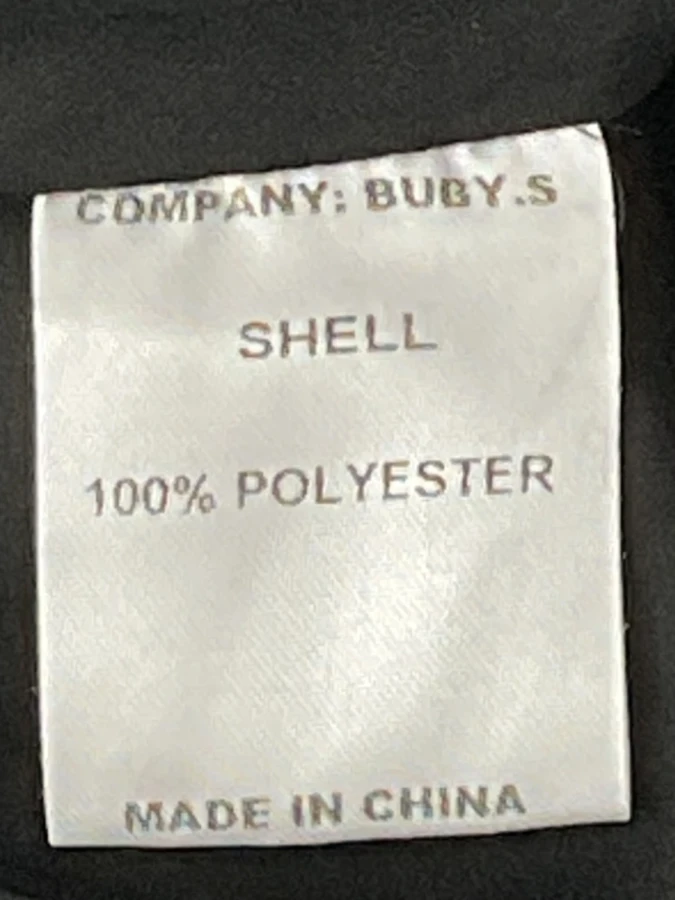 COMPANY: BUBY.S
SHELL
100% POLYESTER
MADE IN CHINA